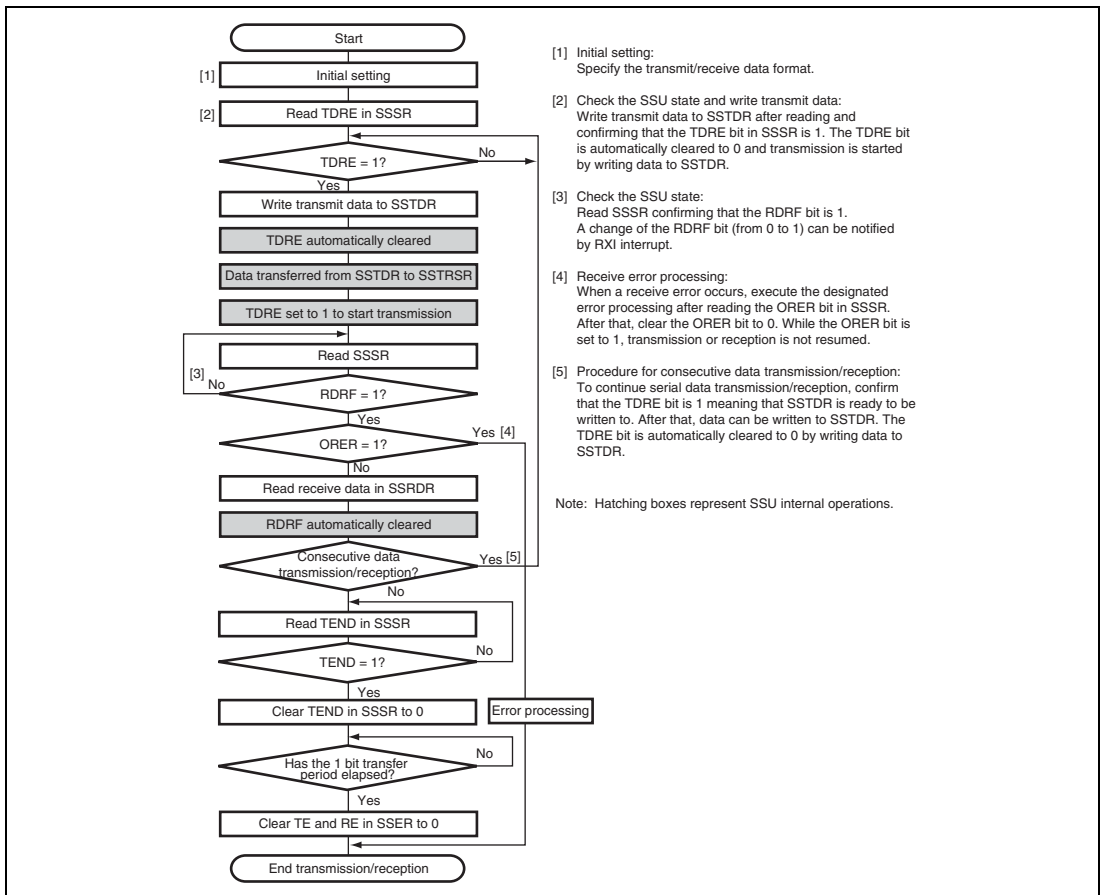 Start
[1] Initial setting
[2] Read TDRE in SSSR
TDRE = 1?
No
Yes
Write transmit data to SSTDR
TDRE automatically cleared
Data transferred from SSTDR to SSTRSR
TDRE set to 1 to start transmission
Read SSSR
[3]
No
RDRF = 1?
Yes
ORER = 1?
Yes [4]
No
Read receive data in SSRDR
RDRF automatically cleared
Consecutive data
transmission/reception?
Yes [5]
No
Read TEND in SSSR
TEND = 1?
No
Yes
Clear TEND in SSSR to 0
Error processing
Has the 1 bit transfer
period elapsed?
No
Yes
Clear TE and RE in SSER to 0
End transmission/reception
[1] Initial setting:
Specify the transmit/receive data format.
[2] Check the SSU state and write transmit data:
Write transmit data to SSTDR after reading and
confirming that the TDRE bit in SSSR is 1. The TDRE bit
is automatically cleared to 0 and transmission is started
by writing data to SSTDR.
[3] Check the SSU state:
Read SSSR confirming that the RDRF bit is 1.
A change of the RDRF bit (from 0 to 1) can be notified
by RXI interrupt.
[4] Receive error processing:
When a receive error occurs, execute the designated
error processing after reading the ORER bit in SSSR.
After that, clear the ORER bit to 0. While the ORER bit is
set to 1, transmission or reception is not resumed.
[5] Procedure for consecutive data transmission/reception:
To continue serial data transmission/reception, confirm
that the TDRE bit is 1 meaning that SSTDR is ready to be
written to. After that, data can be written to SSTDR. The
TDRE bit is automatically cleared to 0 by writing data to
SSTDR.
Note: Hatching boxes represent SSU internal operations.